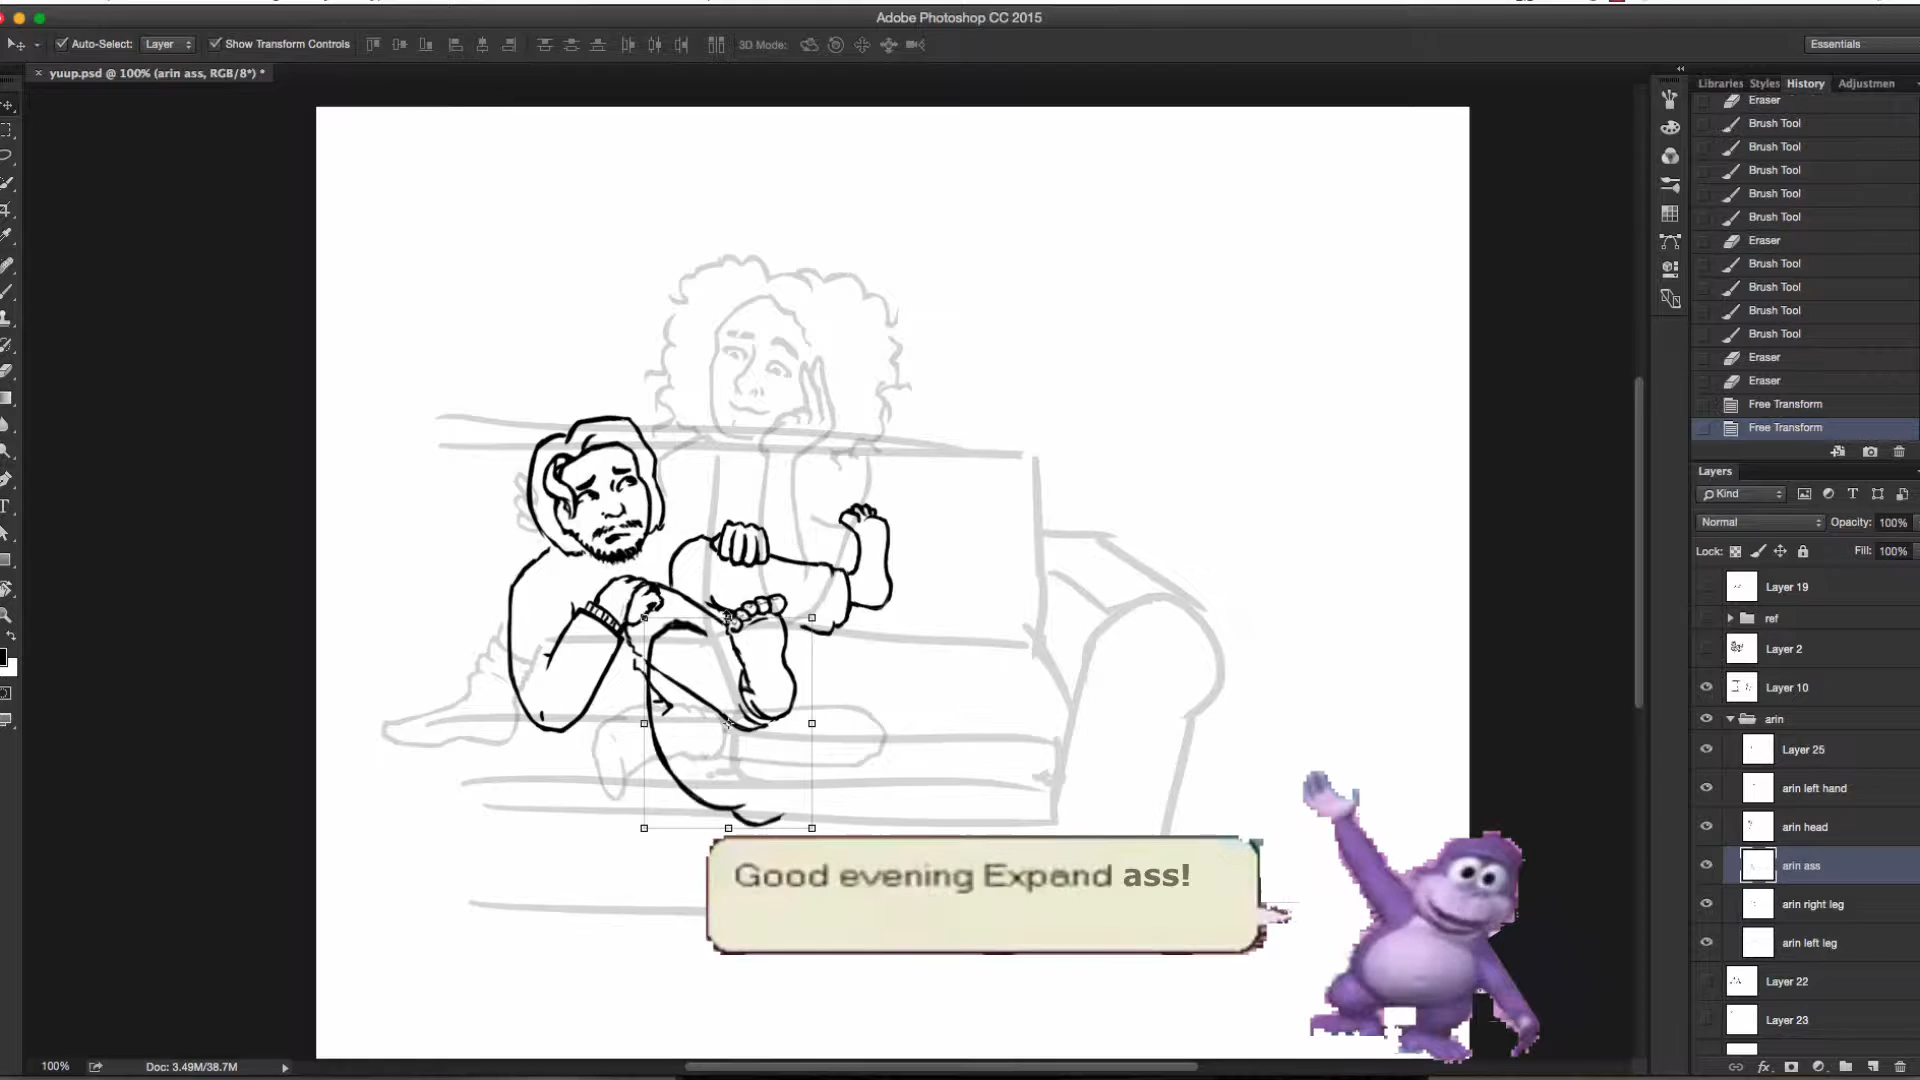 Adobe Photoshop CC 2015
Auto-Select: Layer Show Transform Controls 3D Mode: Essentials
× yuup.psd @ 100% (arin ass, RGB/8*) *
Libraries Styles History Adjustmen
Eraser
Brush Tool
Brush Tool
Brush Tool
Brush Tool
Brush Tool
Eraser
Brush Tool
Brush Tool
Brush Tool
Brush Tool
Eraser
Eraser
Free Transform
Free Transform
Layers
Kind
Normal Opacity: 100%
Lock: Fill: 100%
Layer 19
ref
Layer 2
Layer 10
arin
Layer 25
arin left hand
arin head
arin ass
arin right leg
arin left leg
Layer 22
Layer 23
Good evening Expand ass!
100% Doc: 3.49M/38.7M